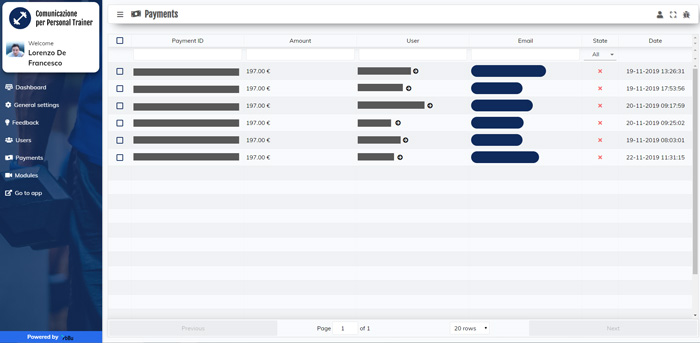 Comunicazione
per Personal Trainer
Welcome
Lorenzo De
Francesco
Dashboard
General settings
Feedback
Users
Payments
Modules
Go to app
Powered by
Payments
Payment ID Amount User Email State Date
All
197.00 € 19-11-2019 13:26:31
197.00 € 19-11-2019 17:53:56
197.00 € 20-11-2019 09:17:59
197.00 € 20-11-2019 09:25:02
197.00 € 19-11-2019 08:03:01
197.00 € 22-11-2019 11:31:15
Previous Page 1 of 1 20 rows Next